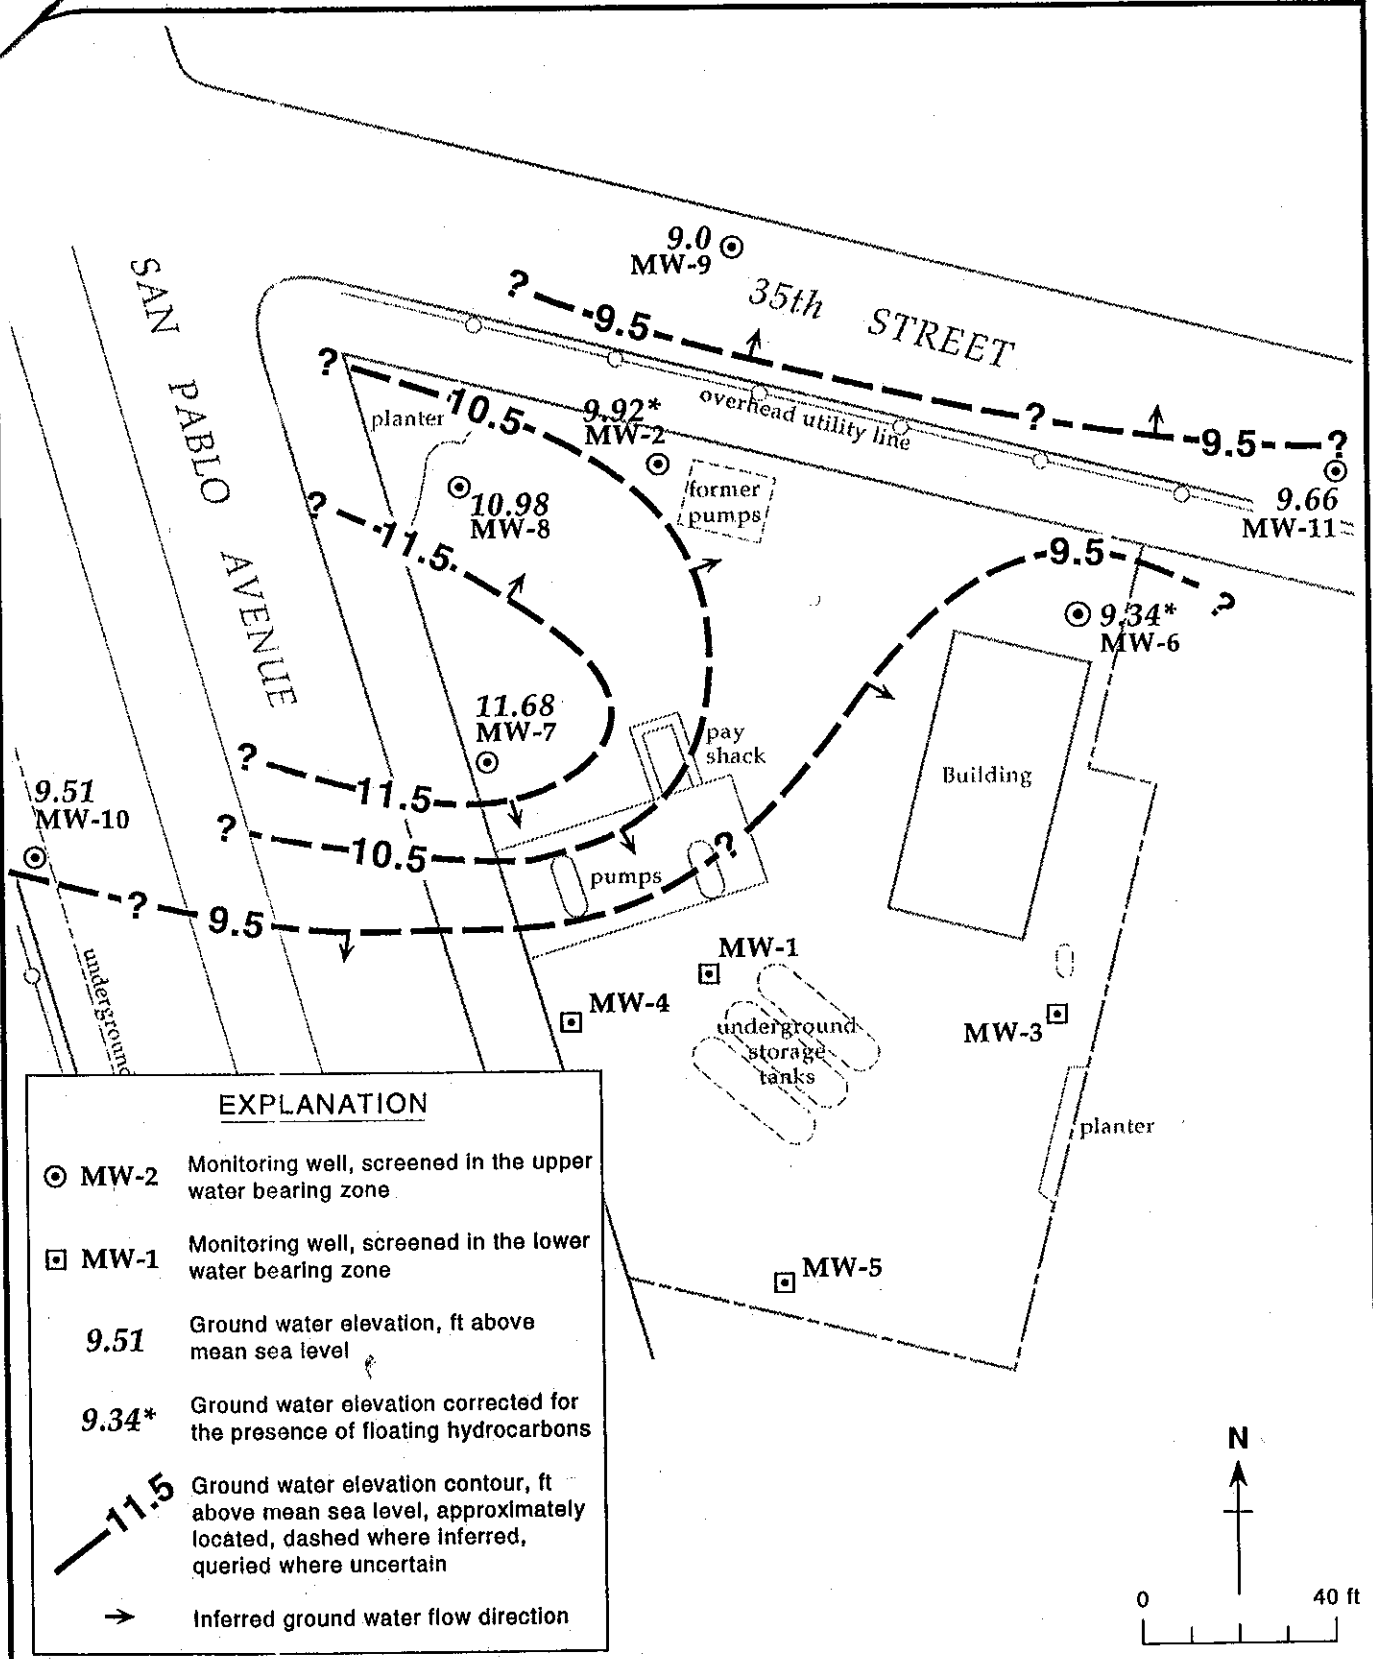 9.0
MW-9
35th STREET
SAN PABLO AVENUE
?
9.5
?
9.5
?
overhead utility line
?
10.5
planter
9.92*
MW-2
former
pumps
10.98
MW-8
9.66
MW-11
?
11.5
9.5
?
9.34*
MW-6
11.68
MW-7
pay
shack
Building
?
11.5
9.51
MW-10
?
10.5
?
pumps
?
9.5
underground
MW-1
MW-4
MW-3
underground
storage
tanks
planter
MW-5
EXPLANATION
MW-2 Monitoring well, screened in the upper
water bearing zone
MW-1 Monitoring well, screened in the lower
water bearing zone
9.51 Ground water elevation, ft above
mean sea level
9.34* Ground water elevation corrected for
the presence of floating hydrocarbons
11.5 Ground water elevation contour, ft
above mean sea level, approximately
located, dashed where inferred,
queried where uncertain
Inferred ground water flow direction
N
0 40 ft